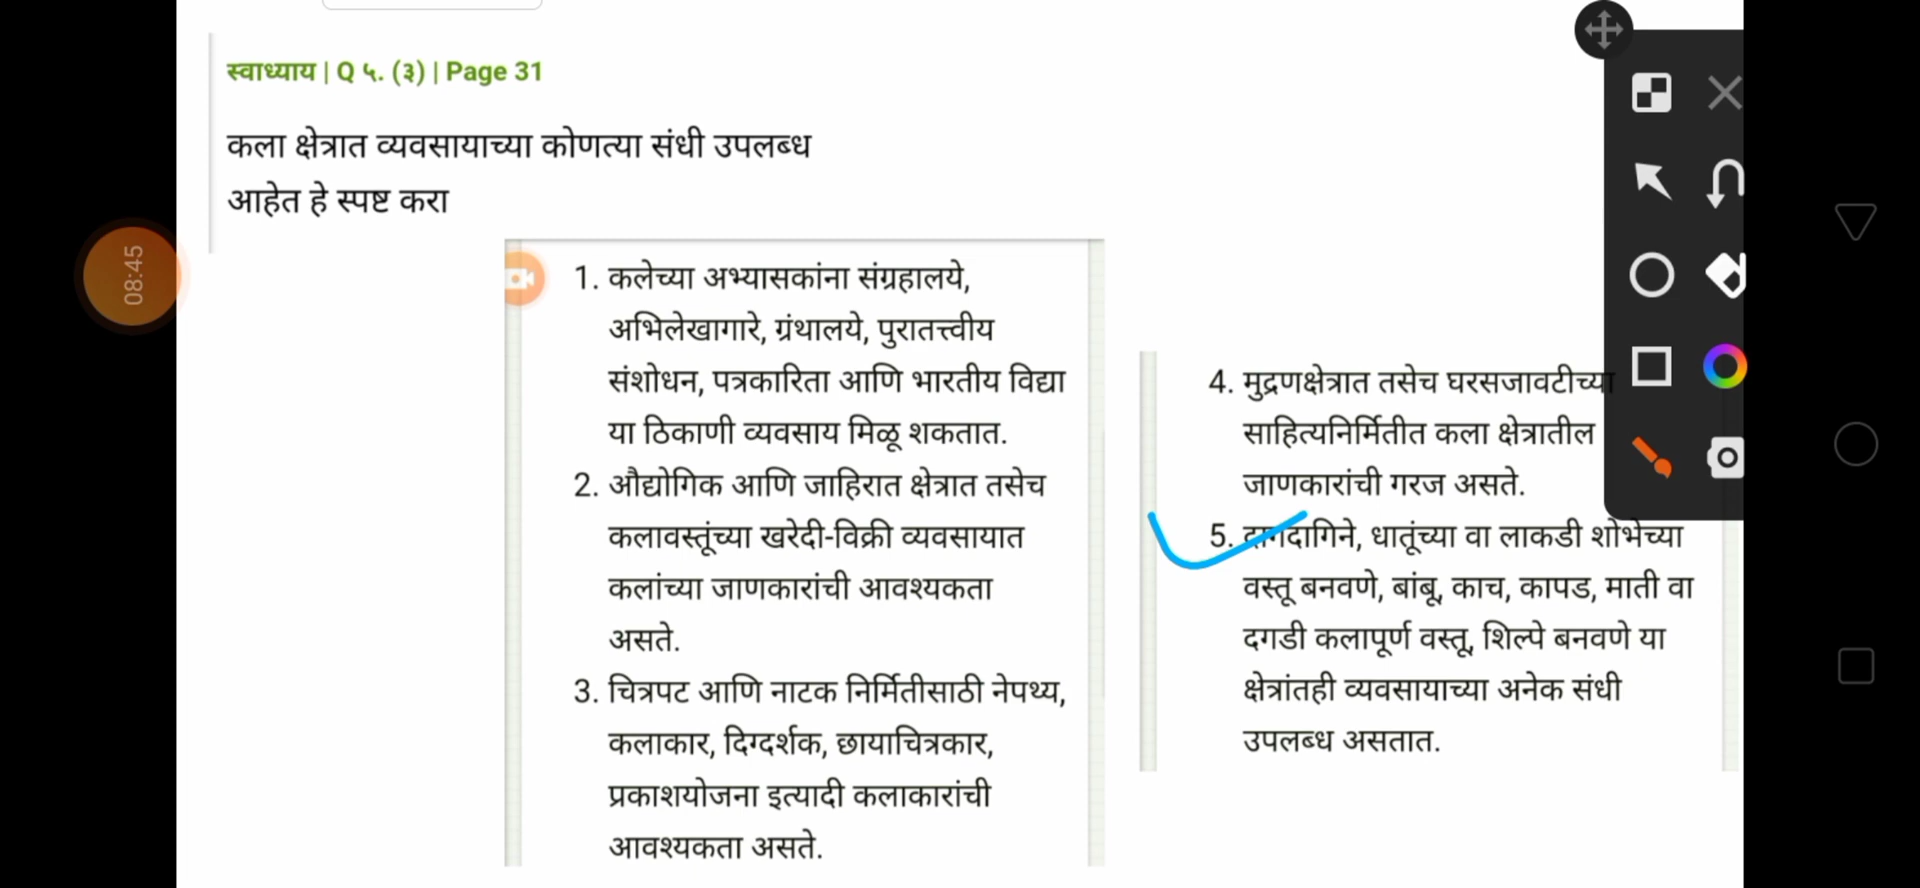 स्वाध्याय | Q ५. (३) | Page 31
कला क्षेत्रात व्यवसायाच्या कोणत्या संधी उपलब्ध
आहेत हे स्पष्ट करा
08:45
1. कलेच्या अभ्यासकांना संग्रहालये,
अभिलेखागारे, ग्रंथालये, पुरातत्त्वीय
संशोधन, पत्रकारिता आणि भारतीय विद्या
या ठिकाणी व्यवसाय मिळू शकतात.
2. औद्योगिक आणि जाहिरात क्षेत्रात तसेच
कलावस्तूंच्या खरेदी-विक्री व्यवसायात
कलांच्या जाणकारांची आवश्यकता
असते.
3. चित्रपट आणि नाटक निर्मितीसाठी नेपथ्य,
कलाकार, दिग्दर्शक, छायाचित्रकार,
प्रकाशयोजना इत्यादी कलाकारांची
आवश्यकता असते.
4. मुद्रणक्षेत्रात तसेच घरसजावटीच्या
साहित्यनिर्मितीत कला क्षेत्रातील
जाणकारांची गरज असते.
5. दागदागिने, धातूंच्या वा लाकडी शोभेच्या
वस्तू बनवणे, बांबू, काच, कापड, माती वा
दगडी कलापूर्ण वस्तू, शिल्पे बनवणे या
क्षेत्रांतही व्यवसायाच्या अनेक संधी
उपलब्ध असतात.